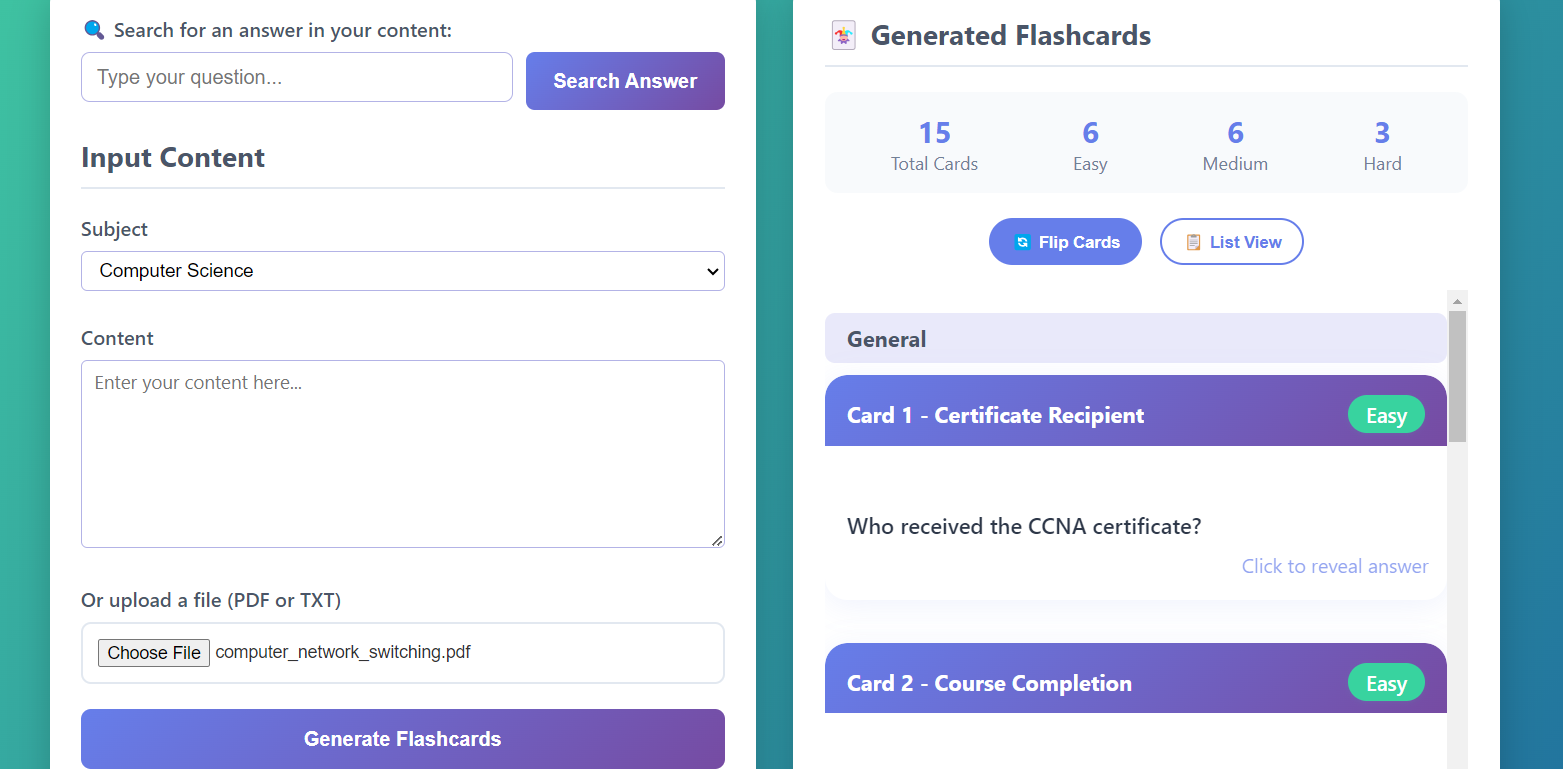 Search for an answer in your content:
Type your question...
Search Answer
Input Content
Subject
Computer Science
Content
Enter your content here...
Or upload a file (PDF or TXT)
Choose File computer_network_switching.pdf
Generate Flashcards
Generated Flashcards
15 6 6 3
Total Cards Easy Medium Hard
Flip Cards List View
General
Card 1 - Certificate Recipient Easy
Who received the CCNA certificate?
Click to reveal answer
Card 2 - Course Completion Easy